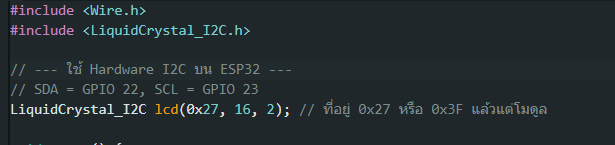 #include <Wire.h>
#include <LiquidCrystal_I2C.h>
// --- ใช้ Hardware I2C บน ESP32 ---
// SDA = GPIO 22, SCL = GPIO 23
LiquidCrystal_I2C lcd(0x27, 16, 2); // ที่อยู่ 0x27 หรือ 0x3F แล้วแต่โมดูล